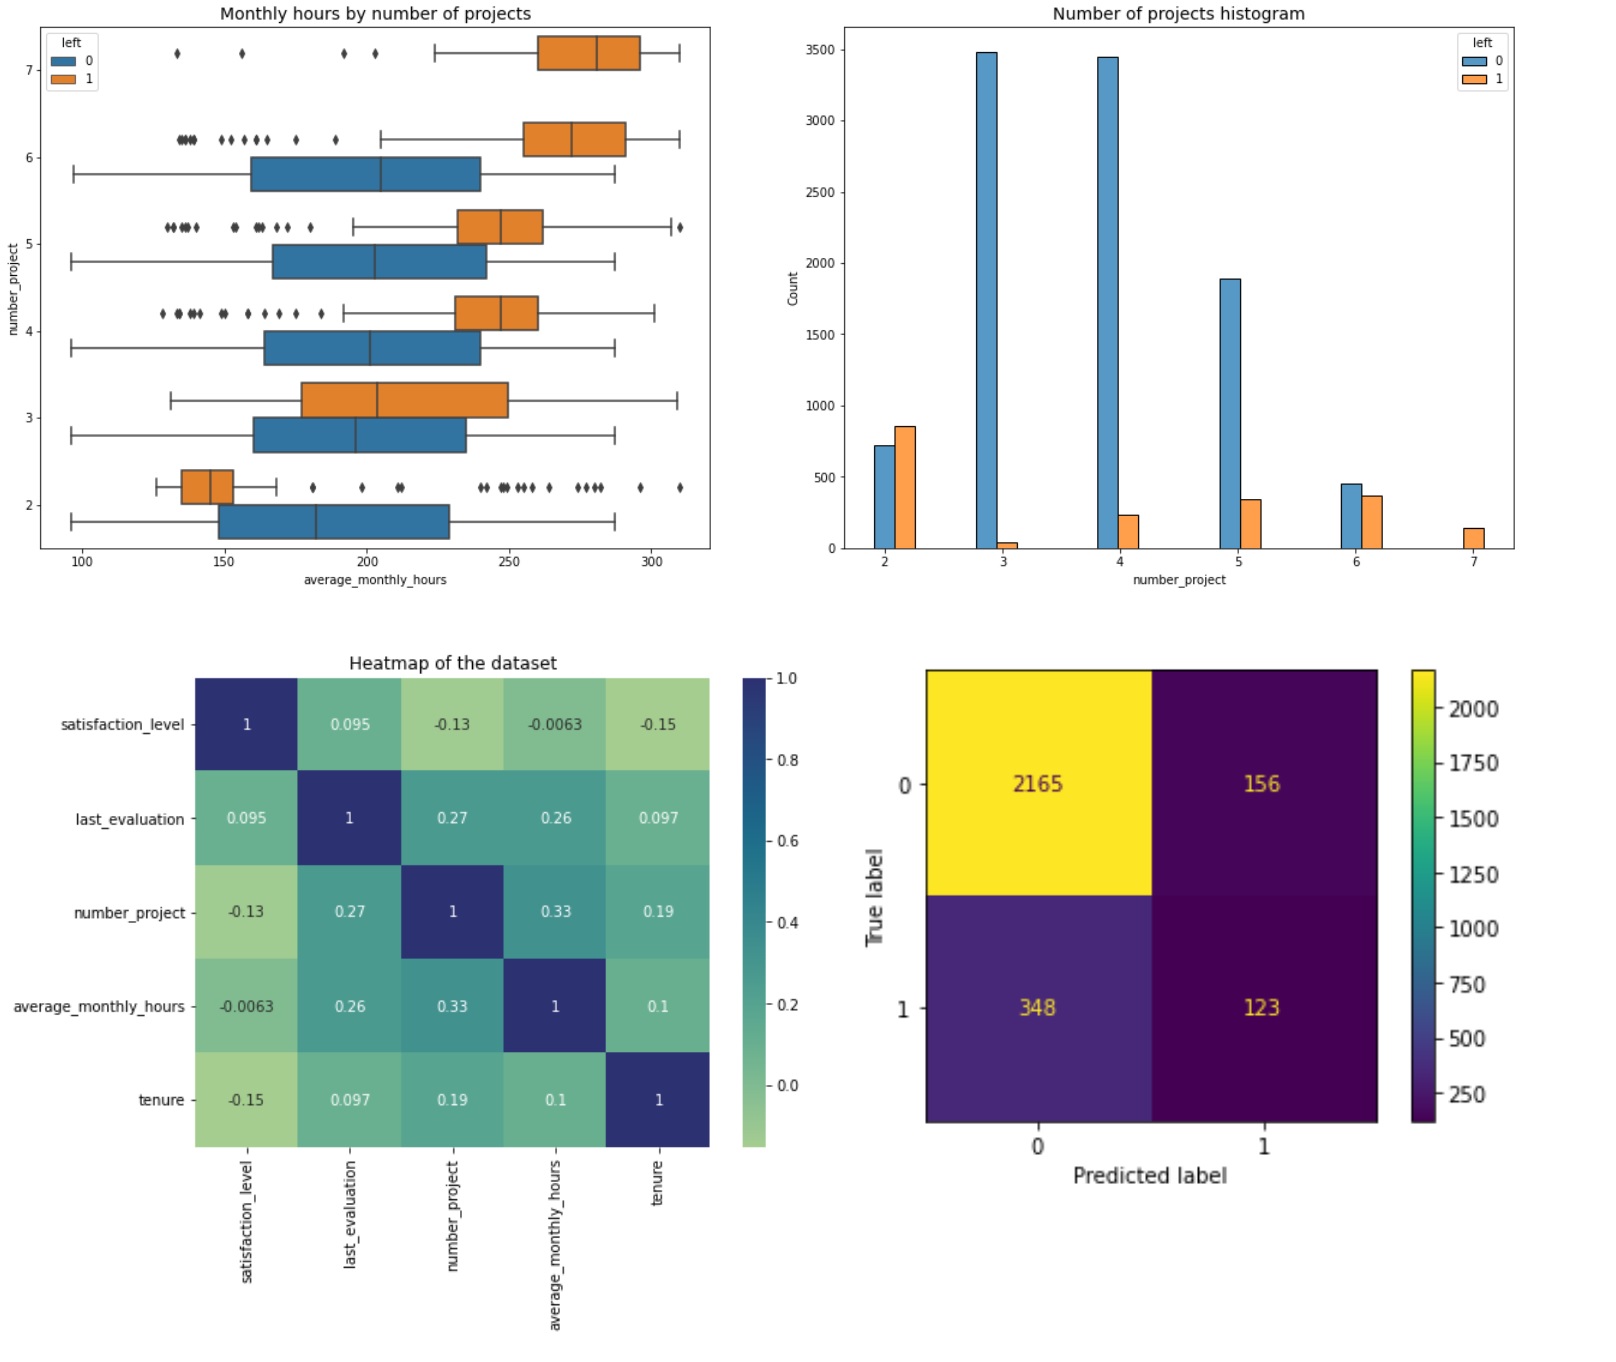 Monthly hours by number of projects
left
0
1
7
6
5
4
3
2
number_project
100 150 200 250 300
average_monthly_hours
Number of projects histogram
left
0
1
3500
3000
2500
2000
1500
1000
500
0
Count
2 3 4 5 6 7
number_project
Heatmap of the dataset
satisfaction_level 1 0.095 -0.13 -0.0063 -0.15
last_evaluation 0.095 1 0.27 0.26 0.097
number_project -0.13 0.27 1 0.33 0.19
average_monthly_hours -0.0063 0.26 0.33 1 0.1
tenure -0.15 0.097 0.19 0.1 1
satisfaction_level
last_evaluation
number_project
average_monthly_hours
tenure
1.0
0.8
0.6
0.4
0.2
0.0
True label
0 2165 156
1 348 123
0 1
Predicted label
2000
1750
1500
1250
1000
750
500
250